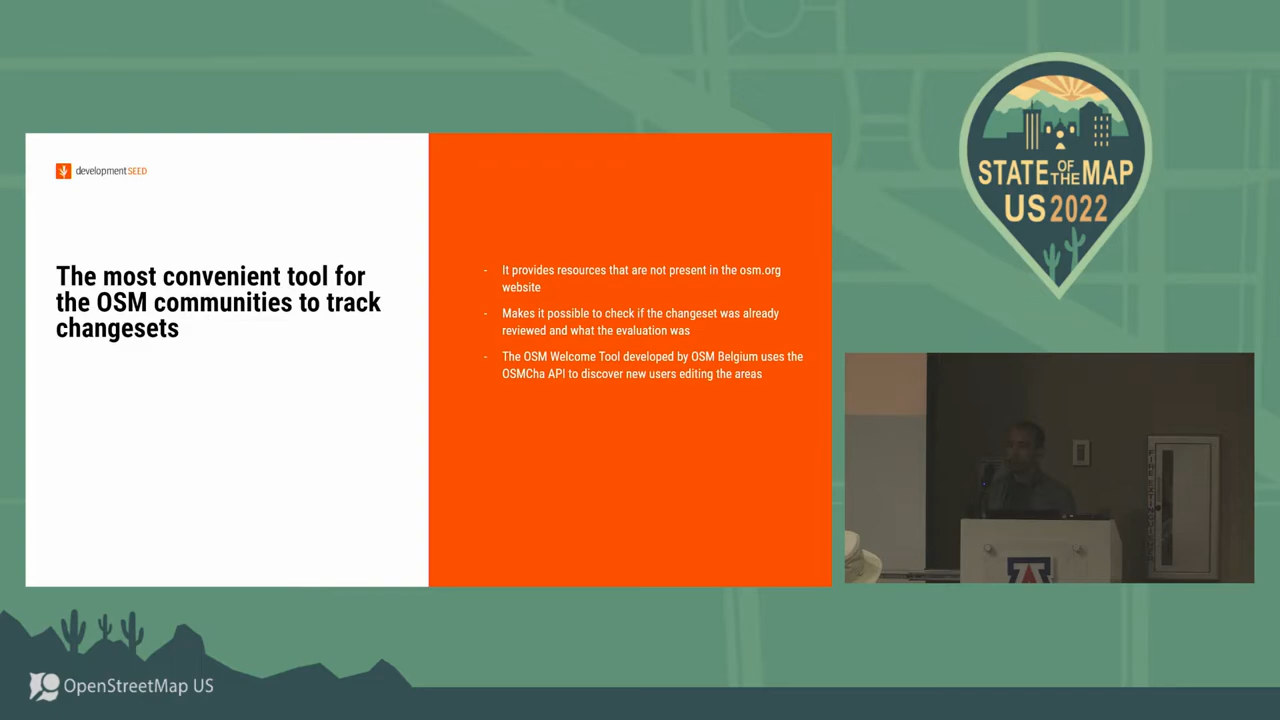 developmentSEED
The most convenient tool for
the OSM communities to track
changesets
- It provides resources that are not present in the osm.org
website
- Makes it possible to check if the changeset was already
reviewed and what the evaluation was
- The OSM Welcome Tool developed by OSM Belgium uses the
OSMCha API to discover new users editing the areas
STATE OF THE MAP
US 2022
A
OpenStreetMap US